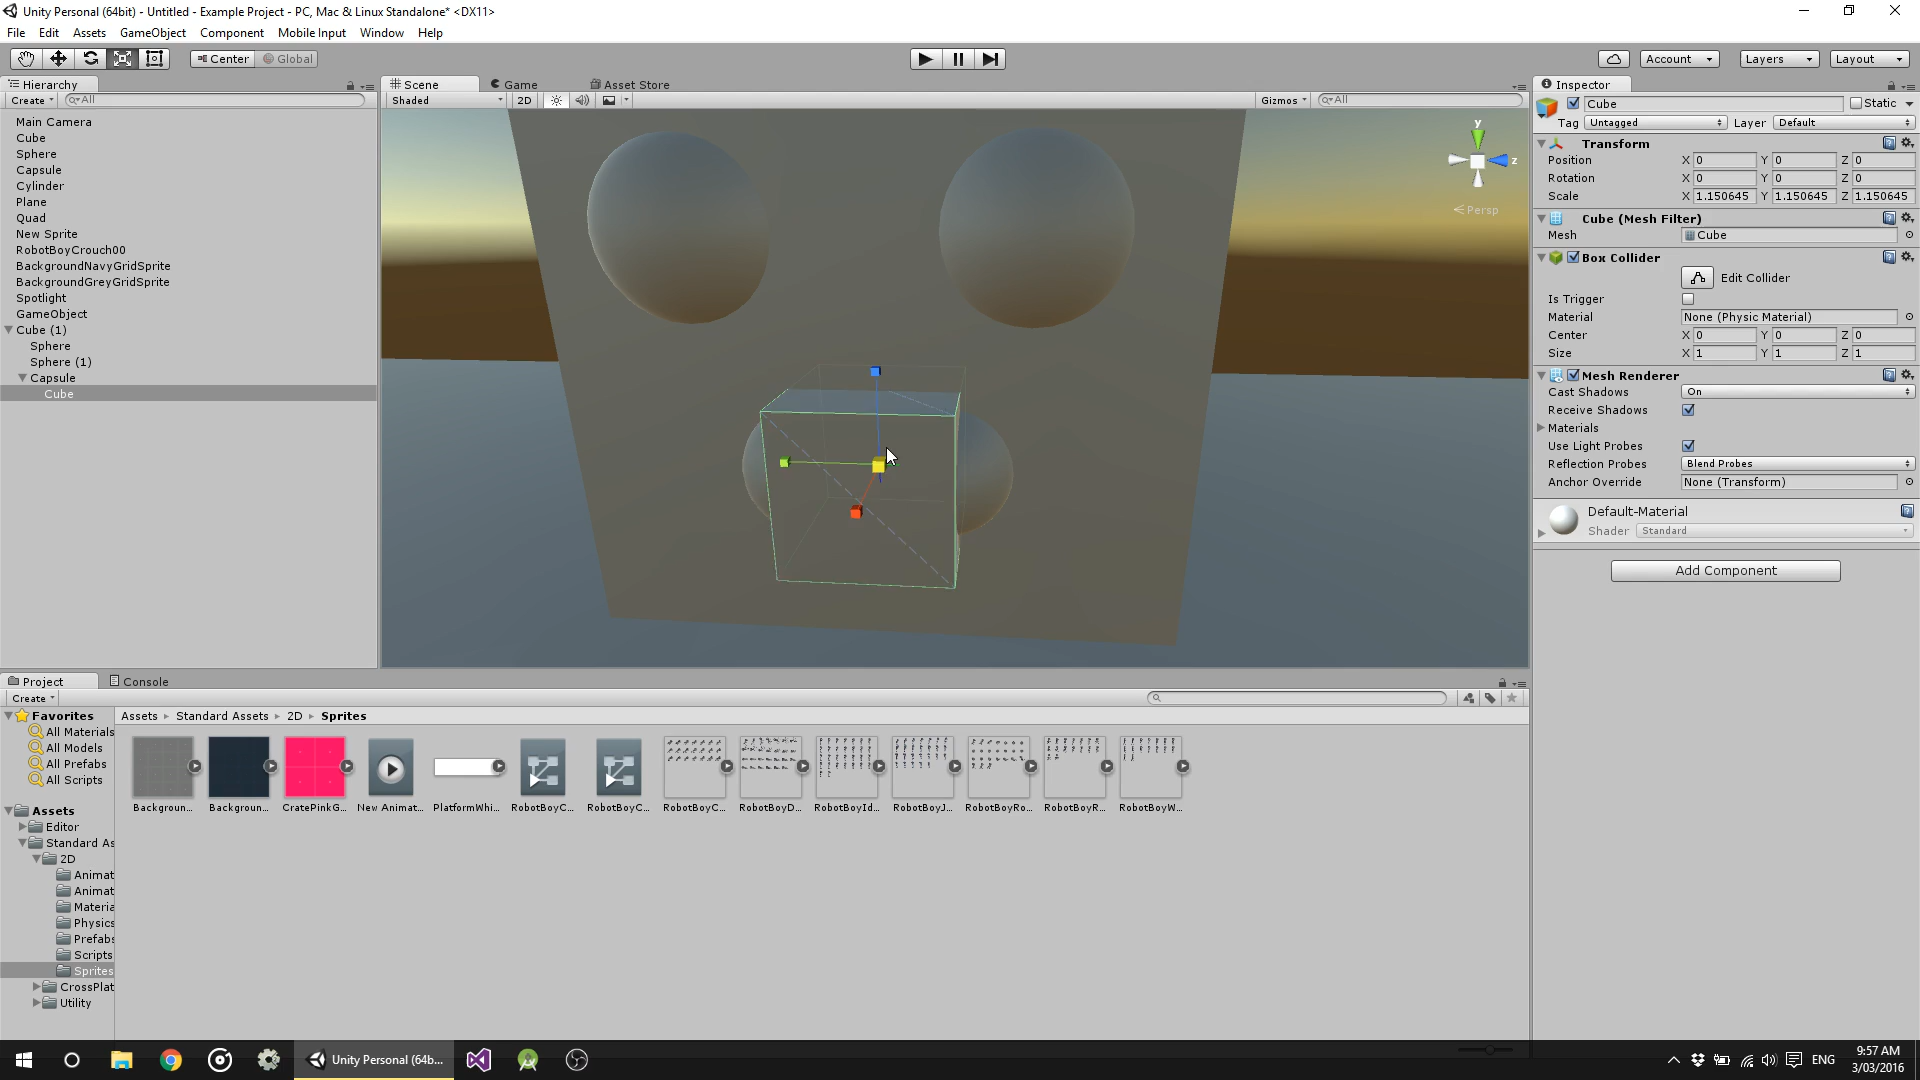 Unity Personal (64bit) - Untitled - Example Project - PC, Mac & Linux Standalone* <DX11>
File Edit Assets GameObject Component Mobile Input Window Help
Center Global Account Layers Layout
Hierarchy
Create All
Main Camera
Cube
Sphere
Capsule
Cylinder
Plane
Quad
New Sprite
RobotBoyCrouch00
BackgroundNavyGridSprite
BackgroundGreyGridSprite
Spotlight
GameObject
Cube (1)
Sphere
Sphere (1)
Capsule
Cube
Scene Game Asset Store
Shaded 2D Gizmos All
y
z
Persp
Inspector
Cube Static
Tag Untagged Layer Default
Transform
Position X 0 Y 0 Z 0
Rotation X 0 Y 0 Z 0
Scale X 1.150645 Y 1.150645 Z 1.150645
Cube (Mesh Filter)
Mesh Cube
Box Collider
Edit Collider
Is Trigger
Material None (Physic Material)
Center X 0 Y 0 Z 0
Size X 1 Y 1 Z 1
Mesh Renderer
Cast Shadows On
Receive Shadows
Materials
Use Light Probes
Reflection Probes Blend Probes
Anchor Override None (Transform)
Default-Material
Shader Standard
Add Component
Project Console
Create
Favorites
All Materials
All Models
All Prefabs
All Scripts
Assets
Editor
Standard As
2D
Animat
Animat
Materia
Physics
Prefabs
Scripts
Sprites
CrossPlat
Utility
Assets Standard Assets 2D Sprites
Backgroun... Backgroun... CratePinkG... New Animat... PlatformWhi... RobotBoyC... RobotBoyC... RobotBoyC... RobotBoyD... RobotBoyId... RobotBoyJ... RobotBoyRo... RobotBoyR... RobotBoyW...
Unity Personal (64b... ENG 9:57 AM
3/03/2016